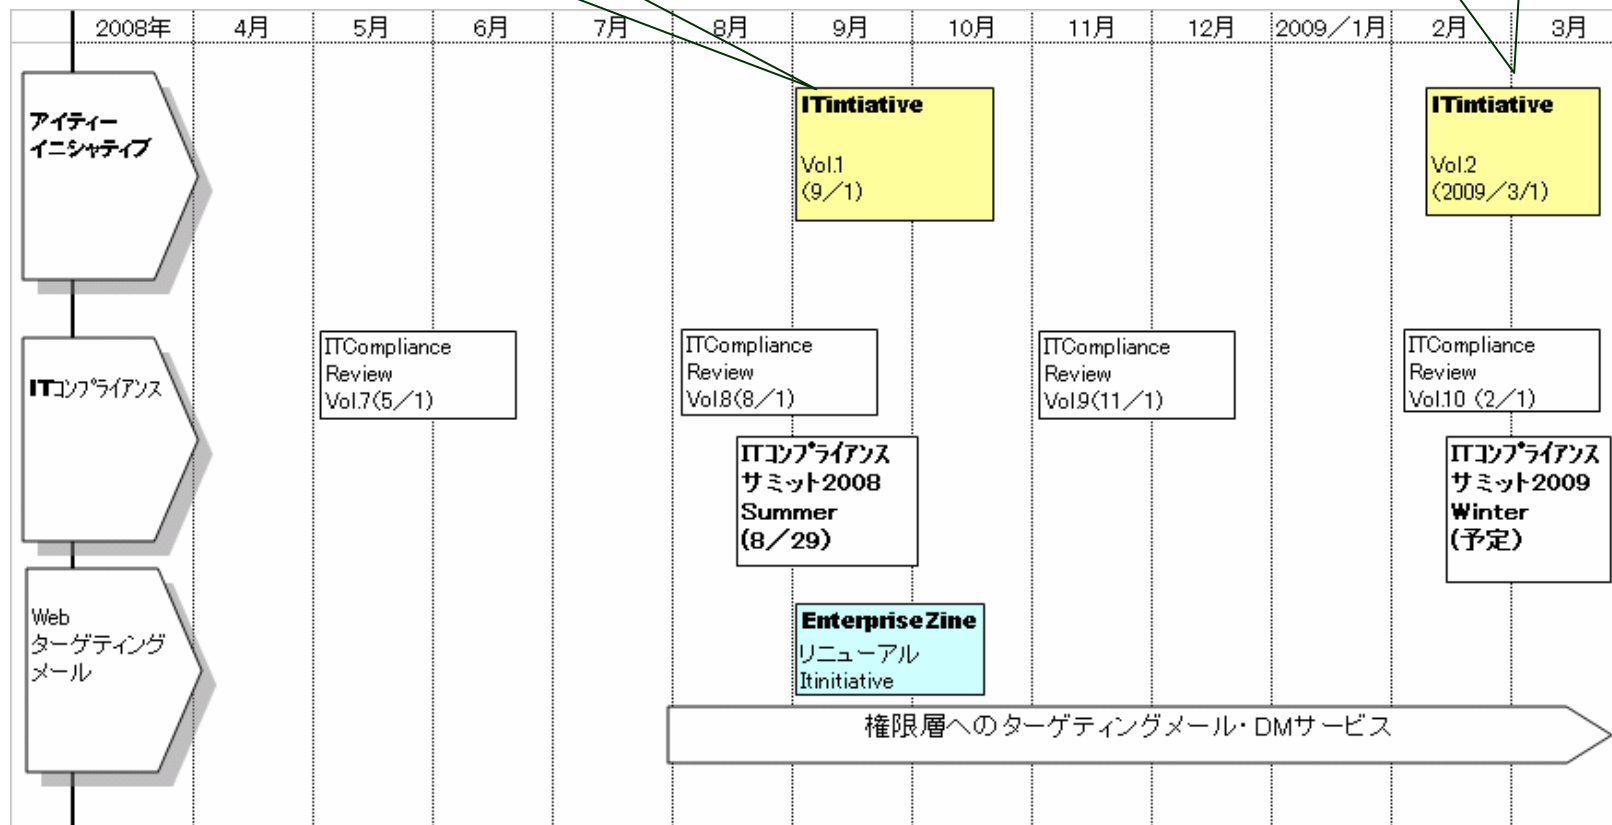 2008年 4月 5月 6月 7月 8月 9月 10月 11月 12月 2009／1月 2月 3月
アイティー
イニシャティブ
ITintiative
Vol.1
(9／1)
ITintiative
Vol.2
(2009／3/1)
ITコンプライアンス
ITCompliance
Review
Vol.7(5／1)
ITCompliance
Review
Vol.8(8／1)
ITCompliance
Review
Vol.9(11／1)
ITCompliance
Review
Vol.10 (2／1)
ITコンプライアンス
サミット2008
Summer
(8／29)
ITコンプライアンス
サミット2009
Winter
(予定)
Web
ターゲティング
メール
EnterpriseZine
リニューアル
Itinitiative
権限層へのターゲティングメール・DMサービス